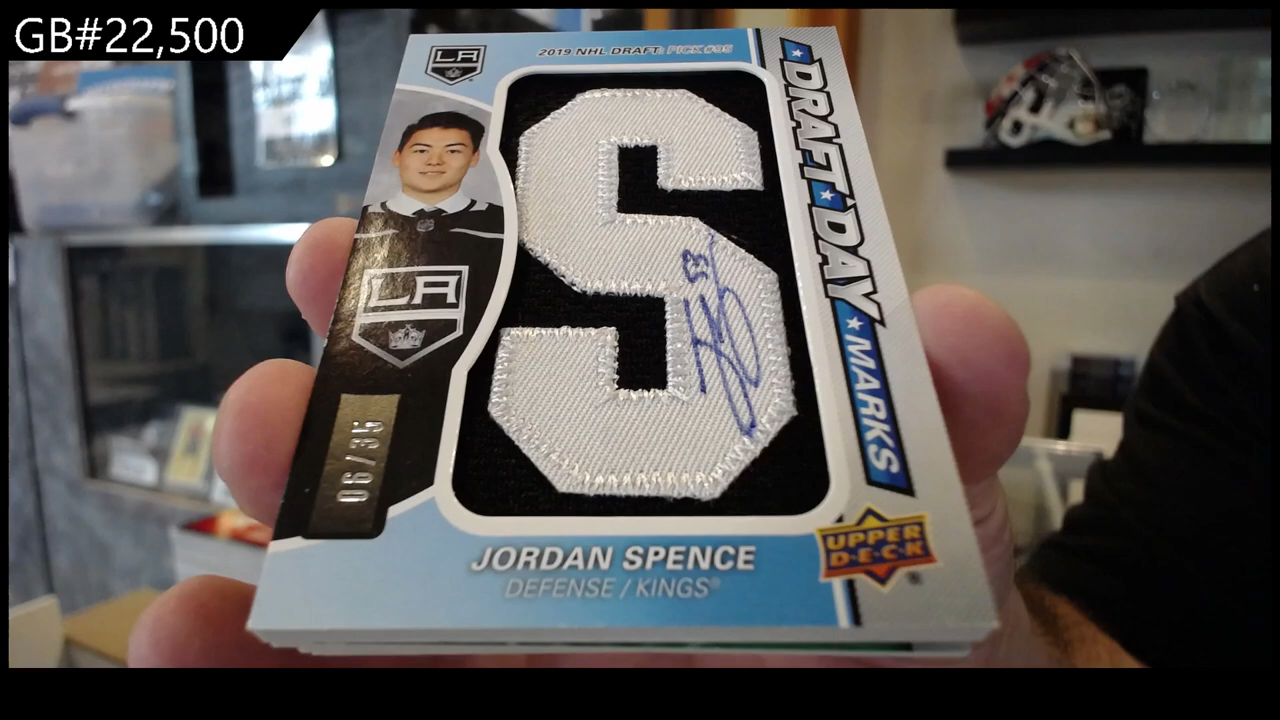 GB#22,500
LA
2019 NHL DRAFT: PICK #95
DRAFT DAY MARKS
S
LA
06/35
JORDAN SPENCE
DEFENSE / KINGS®
UPPER
D·E·C·K